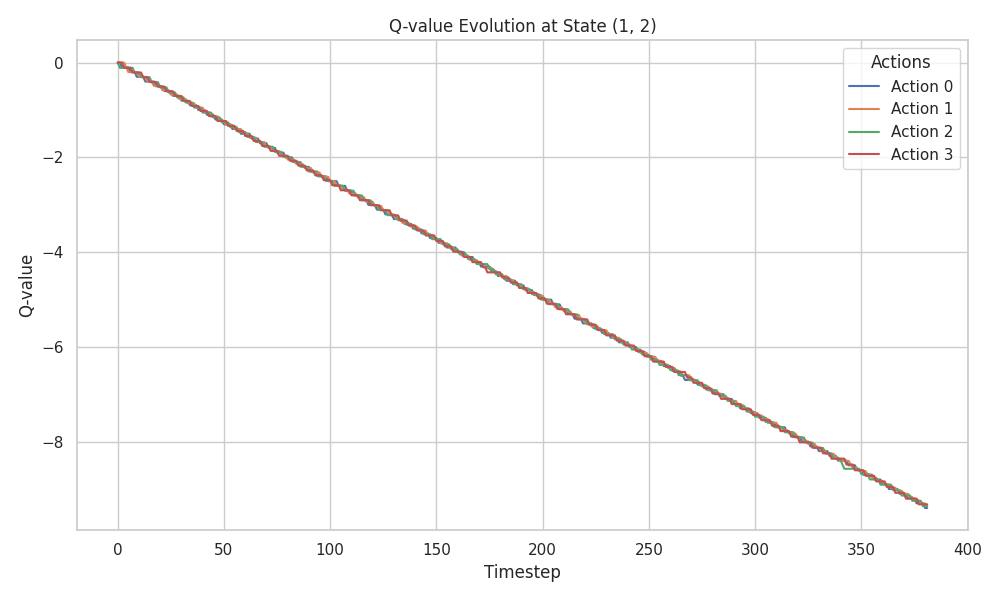 Q-value Evolution at State (1, 2)
Actions
Action 0
Action 1
Action 2
Action 3
Q-value
0
−2
−4
−6
−8
0 50 100 150 200 250 300 350 400
Timestep